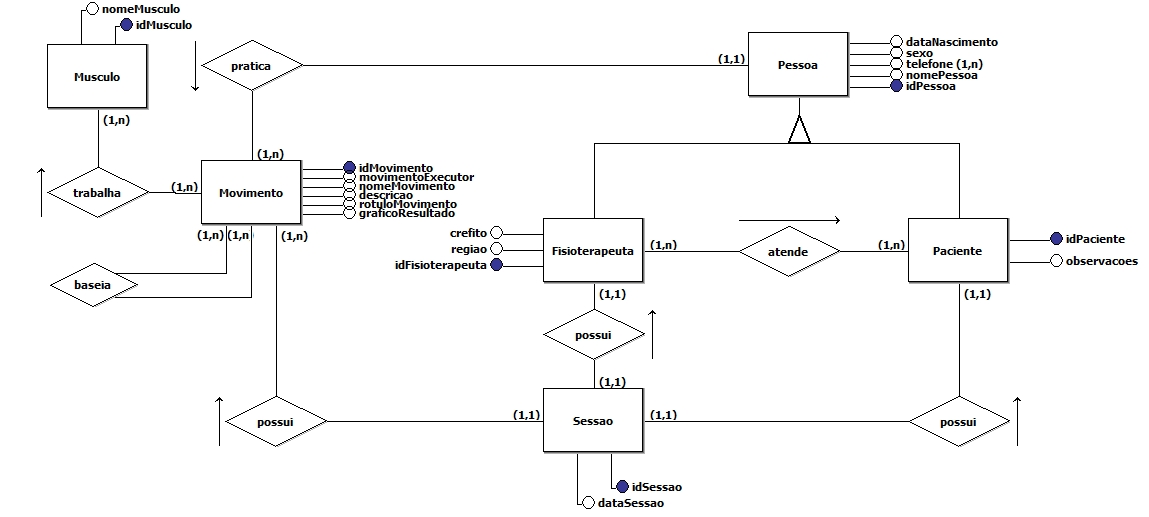 nomeMusculo
idMusculo
Musculo
(1,n)
trabalha
(1,n)
pratica
(1,n)
(1,1)
Pessoa
dataNascimento
sexo
telefone (1,n)
nomePessoa
idPessoa
Movimento
idMovimento
movimentoExecutor
nomeMovimento
descricao
rotuloMovimento
graficoResultado
(1,n)
(1,n)
(1,n)
baseia
crefito
regiao
idFisioterapeuta
Fisioterapeuta
(1,n)
atende
(1,n)
Paciente
idPaciente
observacoes
(1,1)
possui
(1,1)
(1,1)
possui
(1,1)
Sessao
(1,1)
possui
idSessao
dataSessao